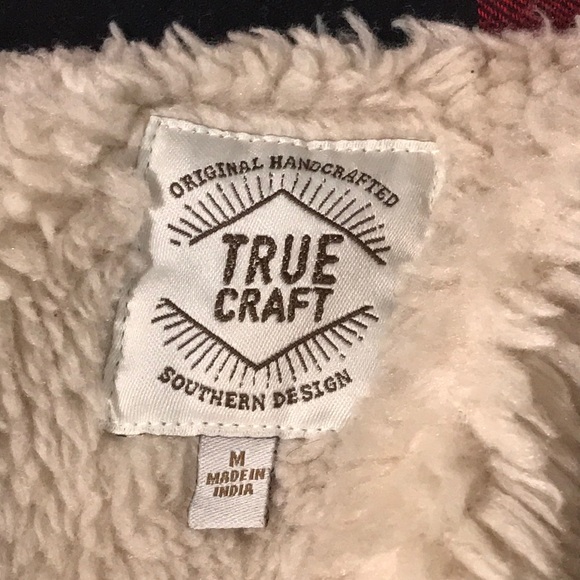 ORIGINAL HANDCRAFTED
TRUE
CRAFT
SOUTHERN DESIGN
M
MADE IN
INDIA